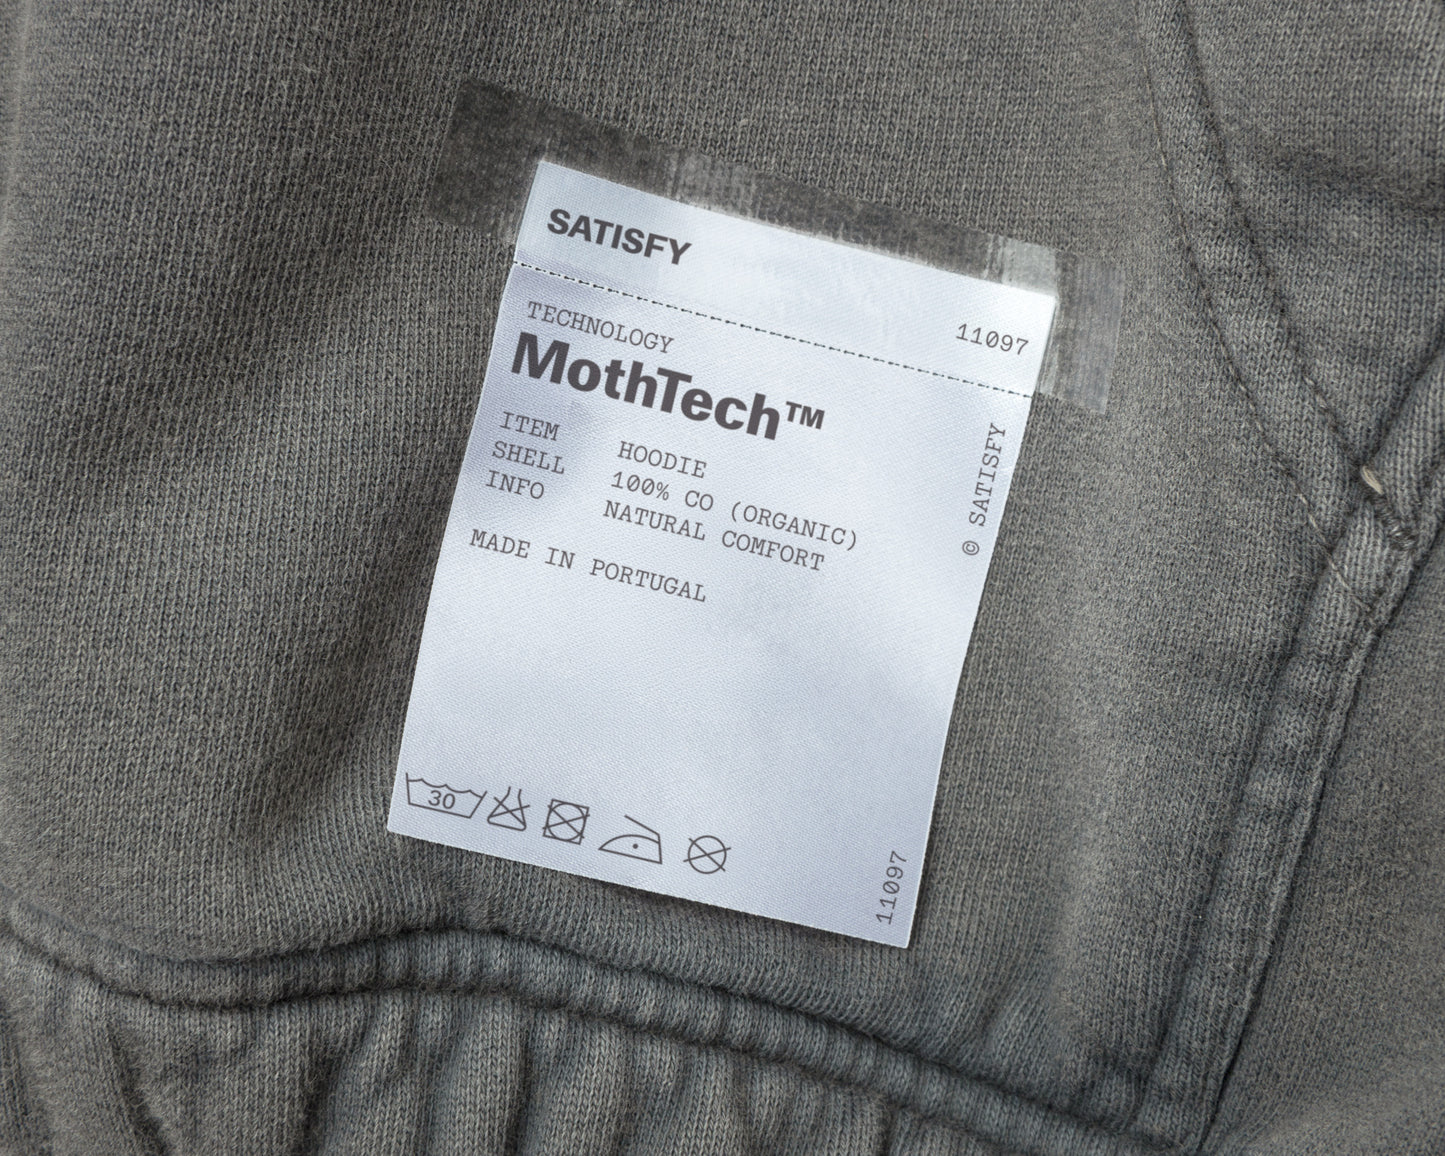 SATISFY
11097
TECHNOLOGY
MothTech™
ITEM HOODIE
SHELL 100% CO (ORGANIC)
INFO NATURAL COMFORT
MADE IN PORTUGAL
© SATISFY
30
11097